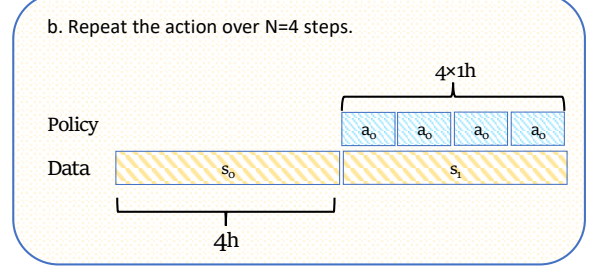 b. Repeat the action over N=4 steps.
4×1h
Policy a₀ a₀ a₀ a₀
Data s₀ s₁
4h